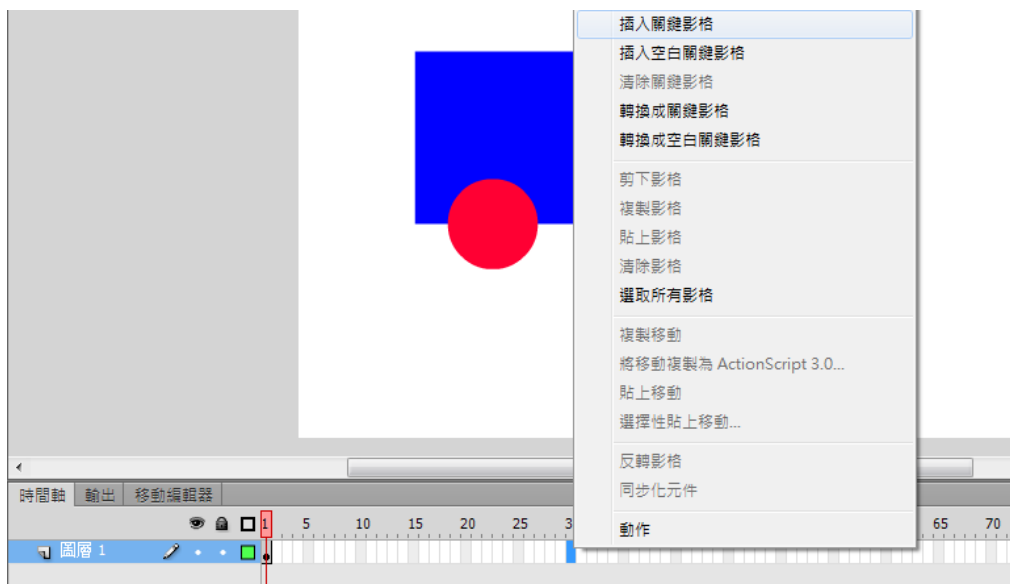 插入關鍵影格
插入空白關鍵影格
清除關鍵影格
轉換成關鍵影格
轉換成空白關鍵影格
剪下影格
複製影格
貼上影格
清除影格
選取所有影格
複製移動
將移動複製為 ActionScript 3.0...
貼上移動
選擇性貼上移動...
反轉影格
同步化元件
動作
時間軸 輸出 移動編輯器
1 5 10 15 20 25 3 65 70
圖層 1